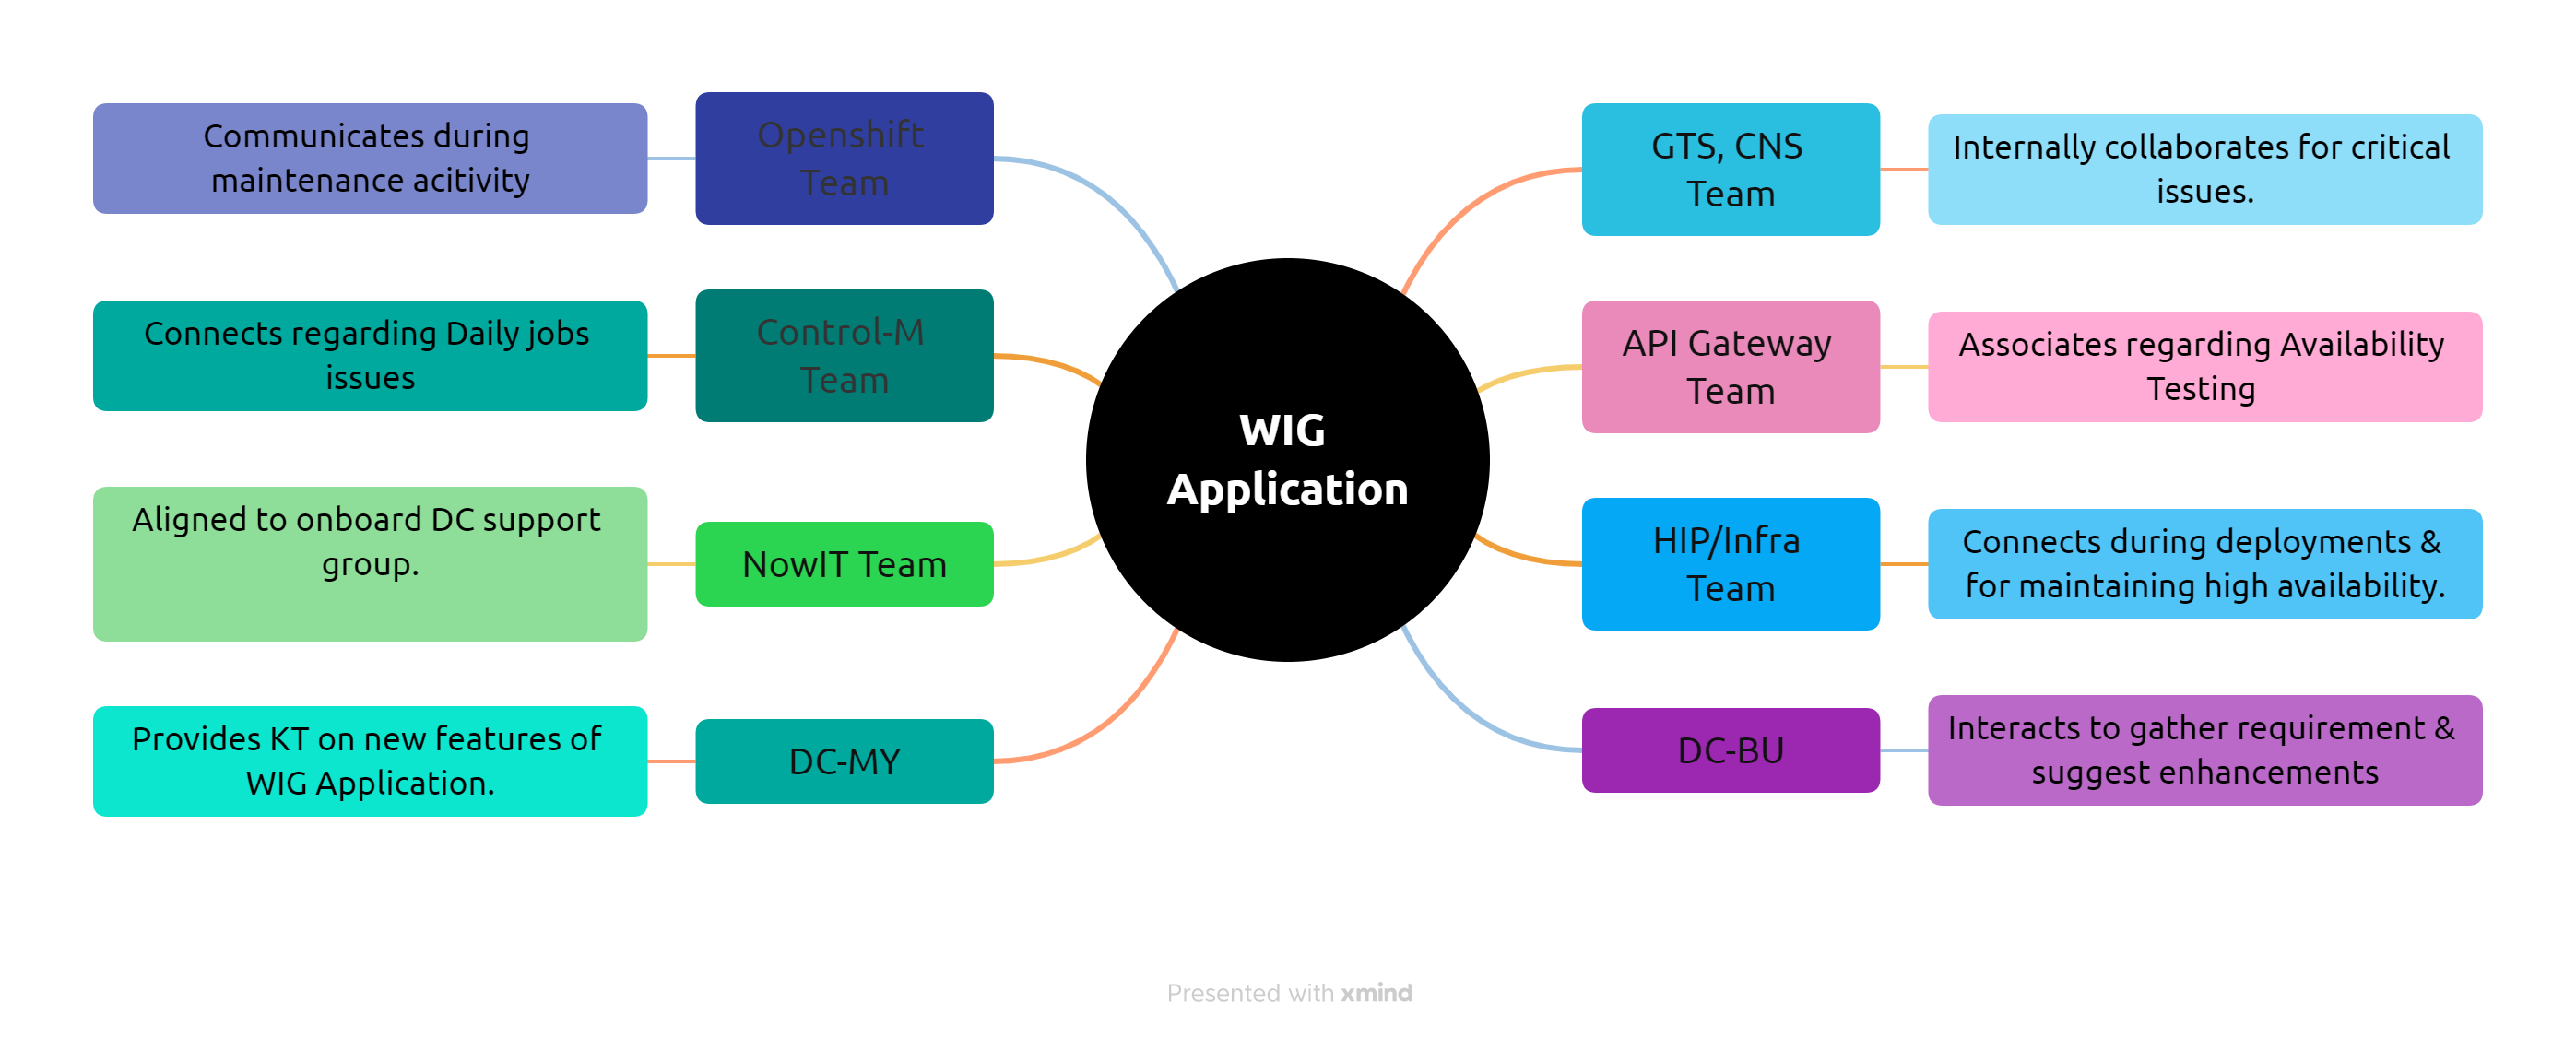 Communicates during
maintenance acitivity
Openshift
Team
Connects regarding Daily jobs
issues
Control-M
Team
Aligned to onboard DC support
group.
NowIT Team
Provides KT on new features of
WIG Application.
DC-MY
WIG
Application
GTS, CNS
Team
Internally collaborates for critical
issues.
API Gateway
Team
Associates regarding Availability
Testing
HIP/Infra
Team
Connects during deployments &
for maintaining high availability.
DC-BU
Interacts to gather requirement &
suggest enhancements
Presented with xmind